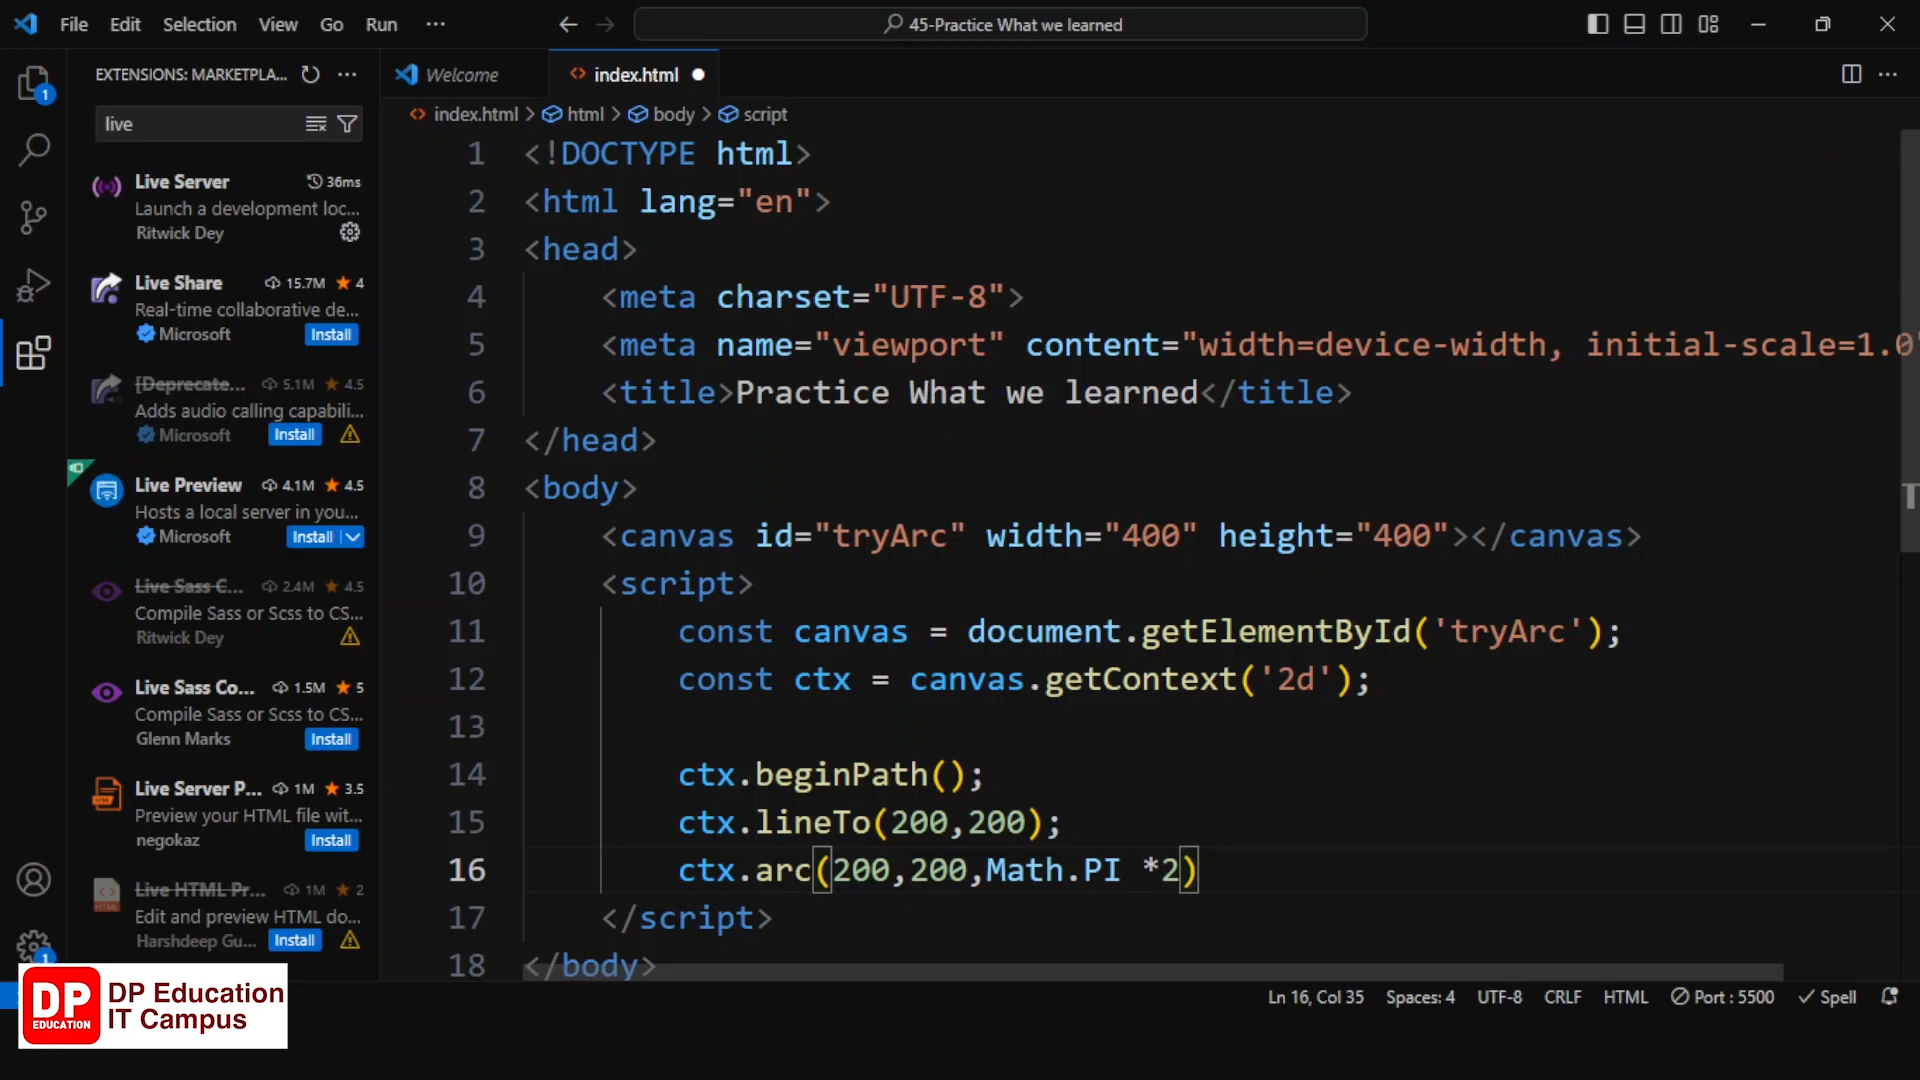 File Edit Selection View Go Run ··· 45-Practice What we learned
EXTENSIONS: MARKETPLA... ···
Welcome index.html
1
live
index.html > html > body > script
Live Server 36ms
Launch a development loc...
Ritwick Dey
Live Share 15.7M 4
Real-time collaborative de...
Microsoft Install
[Deprecate... 5.1M 4.5
Adds audio calling capabili...
Microsoft Install
Live Preview 4.1M 4.5
Hosts a local server in you...
Microsoft Install
Live Sass C... 2.4M 4.5
Compile Sass or Scss to CS...
Ritwick Dey
Live Sass Co... 1.5M 5
Compile Sass or Scss to CS...
Glenn Marks Install
Live Server P... 1M 3.5
Preview your HTML file wit...
negokaz Install
Live HTML Pr... 1M 2
Edit and preview HTML do...
Harshdeep Gu... Install
1
1 <!DOCTYPE html>
2 <html lang="en">
3 <head>
4 <meta charset="UTF-8">
5 <meta name="viewport" content="width=device-width, initial-scale=1.0"
6 <title>Practice What we learned</title>
7 </head>
8 <body>
9 <canvas id="tryArc" width="400" height="400"></canvas>
10 <script>
11 const canvas = document.getElementById('tryArc');
12 const ctx = canvas.getContext('2d');
13
14 ctx.beginPath();
15 ctx.lineTo(200,200);
16 ctx.arc(200,200,Math.PI *2)
17 </script>
18 </body>
DP EDUCATION
DP Education
IT Campus
Ln 16, Col 35 Spaces: 4 UTF-8 CRLF HTML Port : 5500 Spell